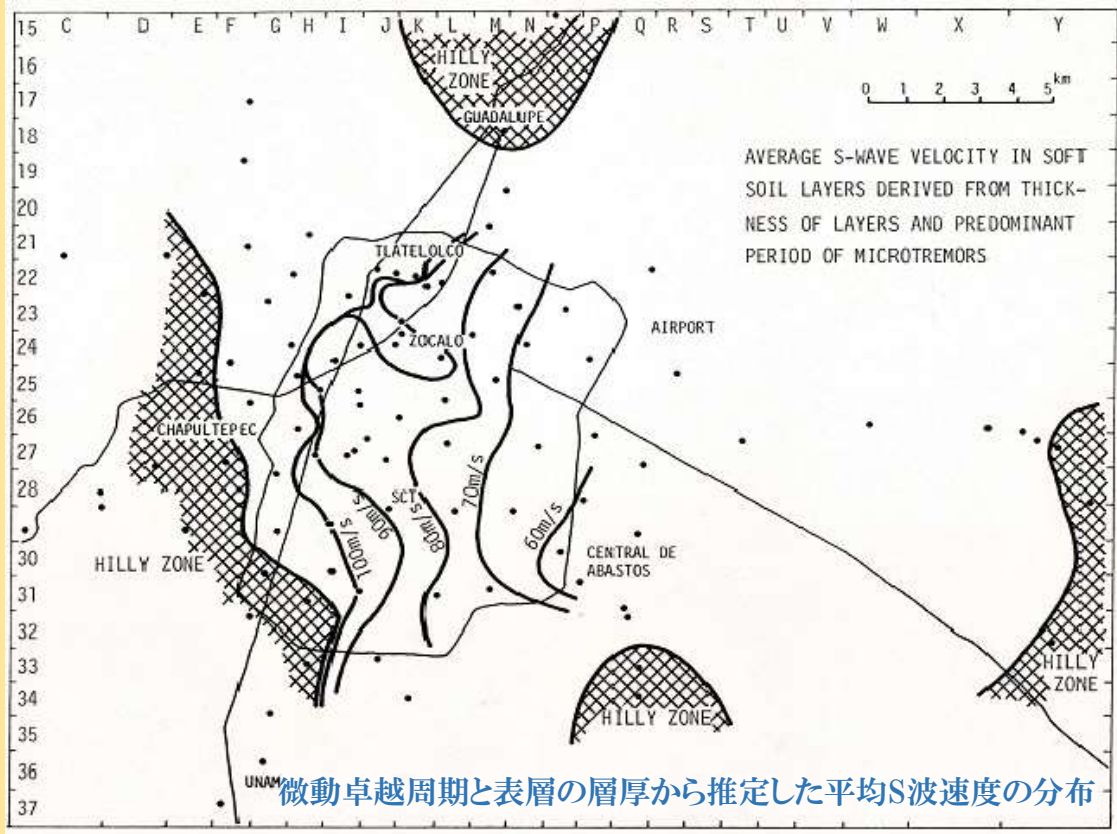 15 C D E F G H I J K L M N P Q R S T U V W X Y
16
17
18
19
20
21
22
23
24
25
26
27
28
30
31
32
33
34
35
36
37
HILLY
ZONE
GUADALUPE
0 1 2 3 4 5 km
AVERAGE S-WAVE VELOCITY IN SOFT
SOIL LAYERS DERIVED FROM THICK-
NESS OF LAYERS AND PREDOMINANT
PERIOD OF MICROTREMORS
TLATELOLCO
ZOCALO
AIRPORT
CHAPULTEPEC
SCT
100m/s
90m/s
80m/s
70m/s
60m/s
HILLY ZONE
CENTRAL DE
ABASTOS
HILLY ZONE
HILLY
ZONE
UNAM
微動卓越周期と表層の層厚から推定した平均S波速度の分布